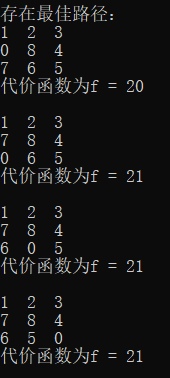 存在最佳路径：
1 2 3
0 8 4
7 6 5
代价函数为f = 20
1 2 3
7 8 4
0 6 5
代价函数为f = 21
1 2 3
7 8 4
6 0 5
代价函数为f = 21
1 2 3
7 8 4
6 5 0
代价函数为f = 21